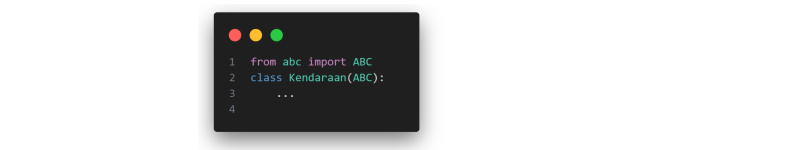 1 from abc import ABC
2 class Kendaraan(ABC):
3     ...
4